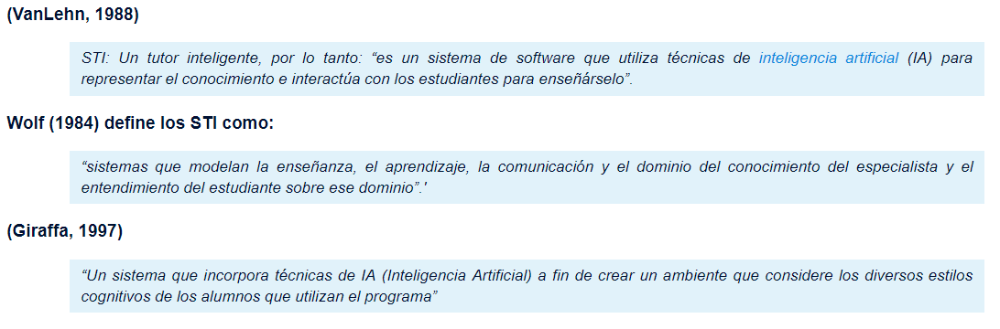 (VanLehn, 1988)
STI: Un tutor inteligente, por lo tanto: “es un sistema de software que utiliza técnicas de inteligencia artificial (IA) para
representar el conocimiento e interactúa con los estudiantes para enseñárselo”.
Wolf (1984) define los STI como:
“sistemas que modelan la enseñanza, el aprendizaje, la comunicación y el dominio del conocimiento del especialista y el
entendimiento del estudiante sobre ese dominio”.'
(Giraffa, 1997)
“Un sistema que incorpora técnicas de IA (Inteligencia Artificial) a fin de crear un ambiente que considere los diversos estilos
cognitivos de los alumnos que utilizan el programa”